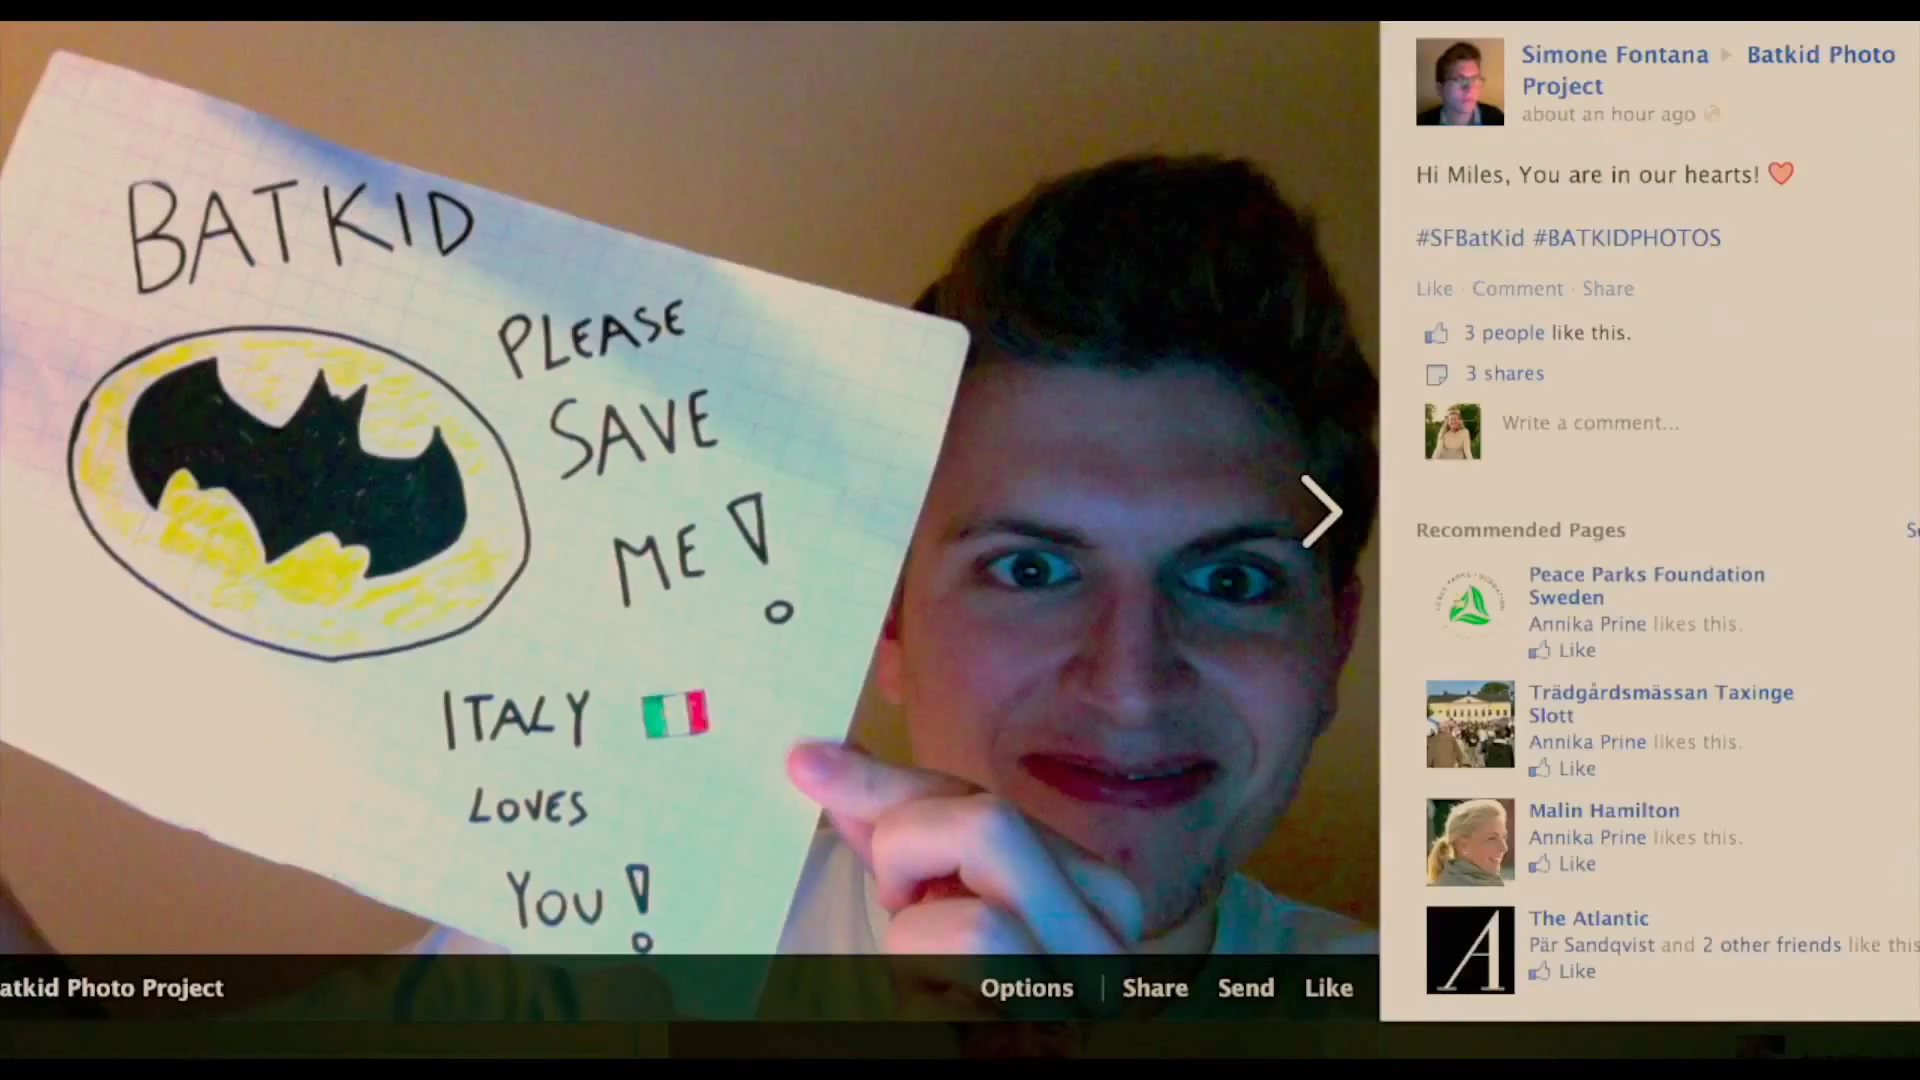 BATKID
PLEASE
SAVE
ME!
ITALY
LOVES
YOU!
atkid Photo Project
Options
Share
Send
Like
Simone Fontana
Batkid Photo
Project
about an hour ago
Hi Miles, You are in our hearts!
#SFBatKid #BATKIDPHOTOS
Like · Comment · Share
3 people like this.
3 shares
Write a comment...
Recommended Pages
Peace Parks Foundation
Sweden
Annika Prine likes this.
Like
Trädgårdsmässan Taxinge
Slott
Annika Prine likes this.
Like
Malin Hamilton
Annika Prine likes this.
Like
The Atlantic
Pär Sandqvist and 2 other friends like this
Like
A